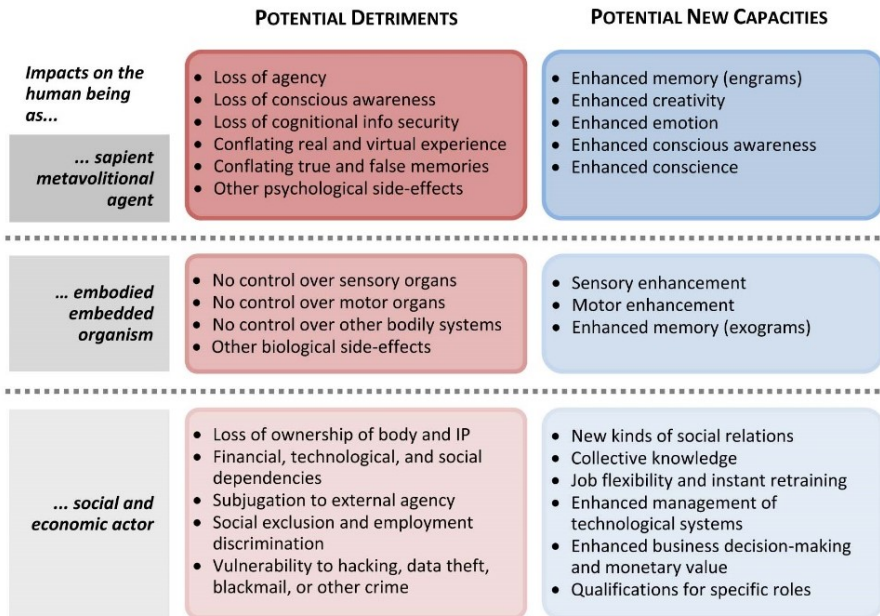 POTENTIAL DETRIMENTS
POTENTIAL NEW CAPACITIES
Impacts on the
human being
as...
... sapient
metavolitional
agent
• Loss of agency
• Loss of conscious awareness
• Loss of cognitional info security
• Conflating real and virtual experience
• Conflating true and false memories
• Other psychological side-effects
• Enhanced memory (engrams)
• Enhanced creativity
• Enhanced emotion
• Enhanced conscious awareness
• Enhanced conscience
... embodied
embedded
organism
• No control over sensory organs
• No control over motor organs
• No control over other bodily systems
• Other biological side-effects
• Sensory enhancement
• Motor enhancement
• Enhanced memory (exograms)
... social and
economic actor
• Loss of ownership of body and IP
• Financial, technological, and social
dependencies
• Subjugation to external agency
• Social exclusion and employment
discrimination
• Vulnerability to hacking, data theft,
blackmail, or other crime
• New kinds of social relations
• Collective knowledge
• Job flexibility and instant retraining
• Enhanced management of
technological systems
• Enhanced business decision-making
and monetary value
• Qualifications for specific roles